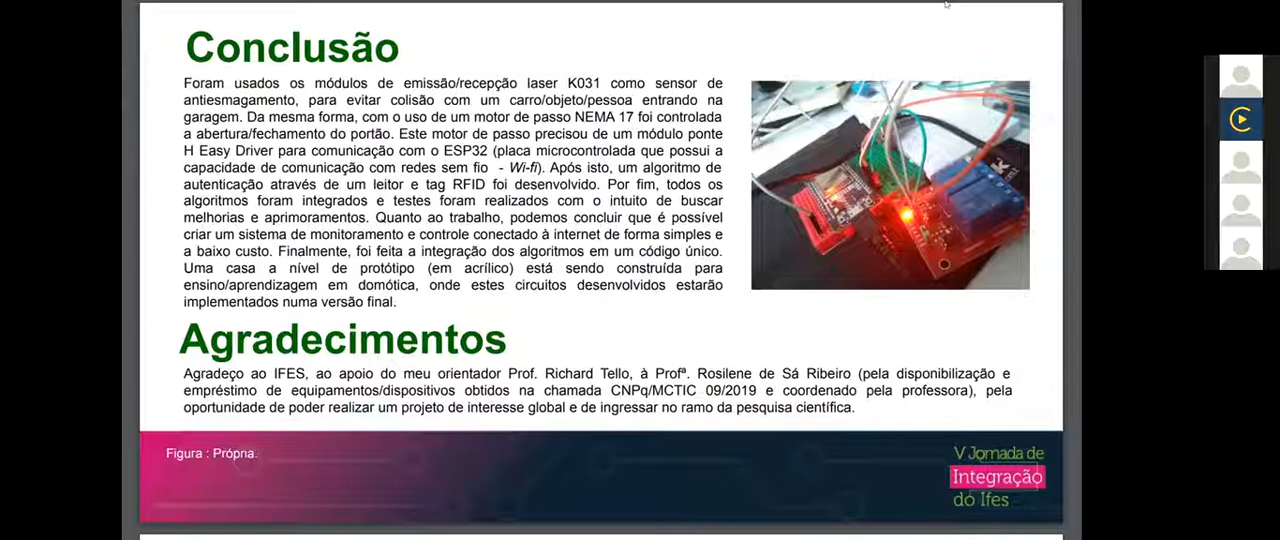 Conclusão
Foram usados os módulos de emissão/recepção laser K031 como sensor de
antiesmagamento, para evitar colisão com um carro/objeto/pessoa entrando na
garagem. Da mesma forma, com o uso de um motor de passo NEMA 17 foi controlada
a abertura/fechamento do portão. Este motor de passo precisou de um módulo ponte
H Easy Driver para comunicação com o ESP32 (placa microcontrolada que possui a
capacidade de comunicação com redes sem fio - Wi-fi). Após isto, um algoritmo de
autenticação através de um leitor e tag RFID foi desenvolvido. Por fim, todos os
algoritmos foram integrados e testes foram realizados com o intuito de buscar
melhorias e aprimoramentos. Quanto ao trabalho, podemos concluir que é possível
criar um sistema de monitoramento e controle conectado à internet de forma simples e
a baixo custo. Finalmente, foi feita a integração dos algoritmos em um código único.
Uma casa a nível de protótipo (em acrílico) está sendo construída para
ensino/aprendizagem em domótica, onde estes circuitos desenvolvidos estarão
implementados numa versão final.
Agradecimentos
Agradeço ao IFES, ao apoio do meu orientador Prof. Richard Tello, à Profª. Rosilene de Sá Ribeiro (pela disponibilização e
empréstimo de equipamentos/dispositivos obtidos na chamada CNPq/MCTIC 09/2019 e coordenado pela professora), pela
oportunidade de poder realizar um projeto de interesse global e de ingressar no ramo da pesquisa científica.
Figura : Própria.
V Jornada de
Integração
do Ifes